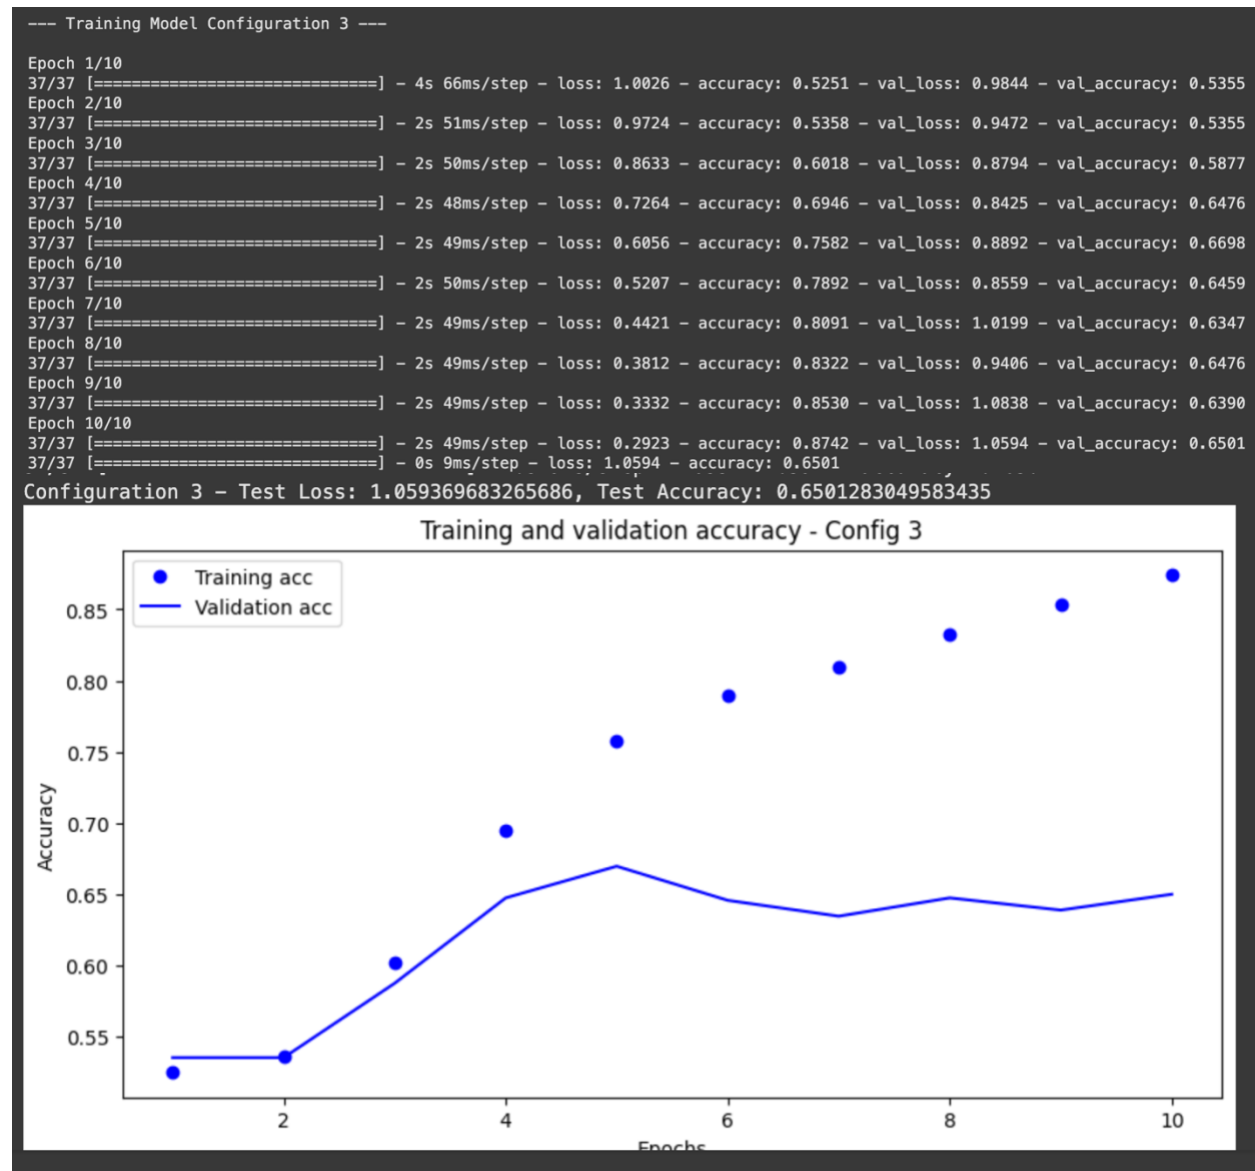 --- Training Model Configuration 3 ---
Epoch 1/10
37/37 [==============================] - 4s 66ms/step - loss: 1.0026 - accuracy: 0.5251 - val_loss: 0.9844 - val_accuracy: 0.5355
Epoch 2/10
37/37 [==============================] - 2s 51ms/step - loss: 0.9724 - accuracy: 0.5358 - val_loss: 0.9472 - val_accuracy: 0.5355
Epoch 3/10
37/37 [==============================] - 2s 50ms/step - loss: 0.8633 - accuracy: 0.6018 - val_loss: 0.8794 - val_accuracy: 0.5877
Epoch 4/10
37/37 [==============================] - 2s 48ms/step - loss: 0.7264 - accuracy: 0.6946 - val_loss: 0.8425 - val_accuracy: 0.6476
Epoch 5/10
37/37 [==============================] - 2s 49ms/step - loss: 0.6056 - accuracy: 0.7582 - val_loss: 0.8892 - val_accuracy: 0.6698
Epoch 6/10
37/37 [==============================] - 2s 50ms/step - loss: 0.5207 - accuracy: 0.7892 - val_loss: 0.8559 - val_accuracy: 0.6459
Epoch 7/10
37/37 [==============================] - 2s 49ms/step - loss: 0.4421 - accuracy: 0.8091 - val_loss: 1.0199 - val_accuracy: 0.6347
Epoch 8/10
37/37 [==============================] - 2s 49ms/step - loss: 0.3812 - accuracy: 0.8322 - val_loss: 0.9406 - val_accuracy: 0.6476
Epoch 9/10
37/37 [==============================] - 2s 49ms/step - loss: 0.3332 - accuracy: 0.8530 - val_loss: 1.0838 - val_accuracy: 0.6390
Epoch 10/10
37/37 [==============================] - 2s 49ms/step - loss: 0.2923 - accuracy: 0.8742 - val_loss: 1.0594 - val_accuracy: 0.6501
37/37 [==============================] - 0s 9ms/step - loss: 1.0594 - accuracy: 0.6501
Configuration 3 - Test Loss: 1.059369683265686, Test Accuracy: 0.6501283049583435
Training and validation accuracy - Config 3
Training acc
Validation acc
0.85
0.80
0.75
0.70
0.65
0.60
0.55
Accuracy
2 4 6 8 10
Epochs